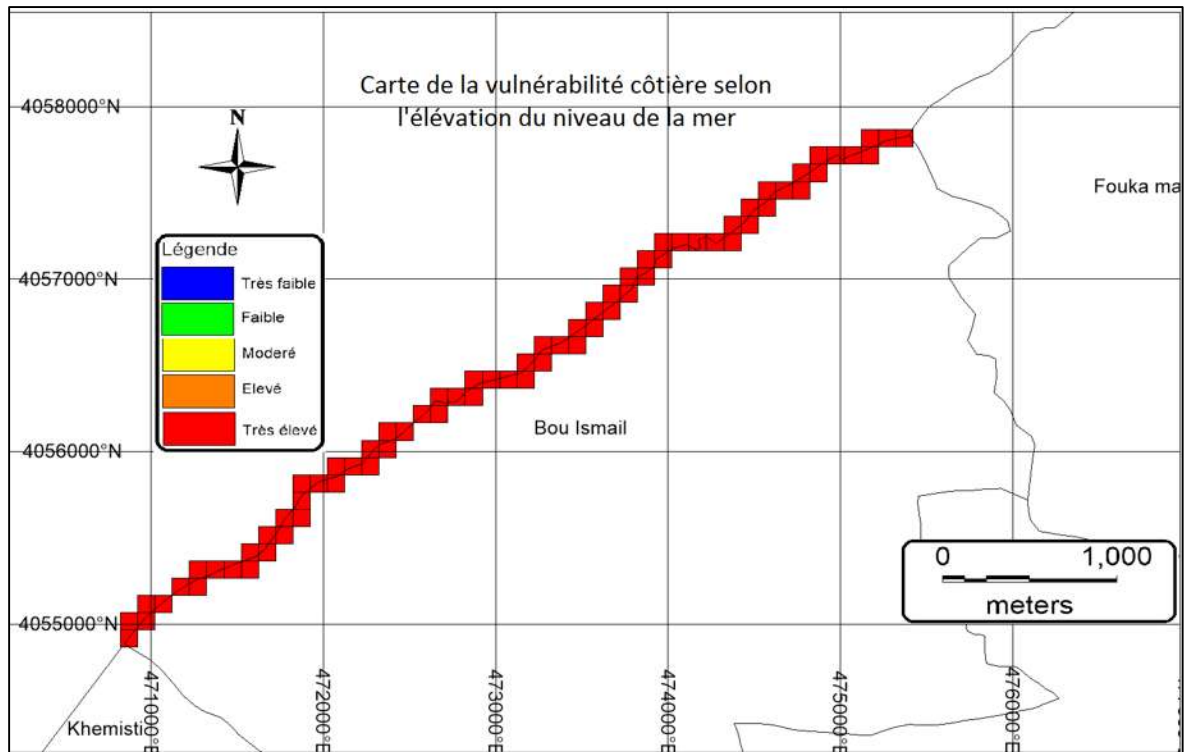 Carte de la vulnérabilité côtière selon
l'élévation du niveau de la mer
N
4058000°N
4057000°N
4056000°N
4055000°N
Légende
Très faible
Faible
Moderé
Elevé
Très élevé
Fouka ma
Bou Ismail
Khemisti
0 1,000
meters
471000°E
472000°E
473000°E
474000°E
475000°E
476000°E